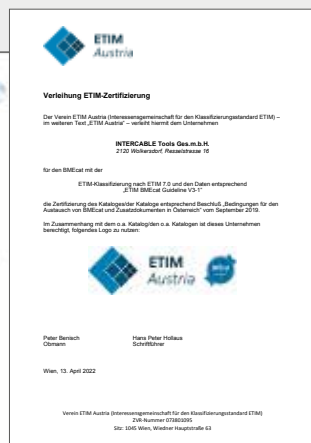 ETIM
Austria
Verleihung ETIM-Zertifizierung
Der Verein ETIM Austria (Interessengemeinschaft für den Klassifizierungsstandard ETIM) –
im weiteren Text „ETIM Austria“ – verleiht hiermit dem Unternehmen
INTERCABLE Tools Ges.m.b.H.
2120 Wolkersdorf, Resselstrasse 16
für den BMEcat mit der
ETIM-Klassifizierung nach ETIM 7.0 und den Daten entsprechend
„ETIM BMEcat Guideline V3-1“
die Zertifizierung des Kataloges/der Kataloge entsprechend Beschluß „Bedingungen für den
Austausch von BMEcat und Zusatzdokumenten in Österreich“ vom September 2019.
Im Zusammenhang mit dem o.a. Katalog/den o.a. Katalogen ist dieses Unternehmen
berechtigt, folgendes Logo zu nutzen:
ETIM
Austria
Peter Benisch
Obmann
Hans Peter Hollaus
Schriftführer
Wien, 13. April 2022
Verein ETIM Austria (Interessengemeinschaft für den Klassifizierungsstandard ETIM)
ZVR-Nummer 073801095
Sitz: 1045 Wien, Wiedner Hauptstraße 63